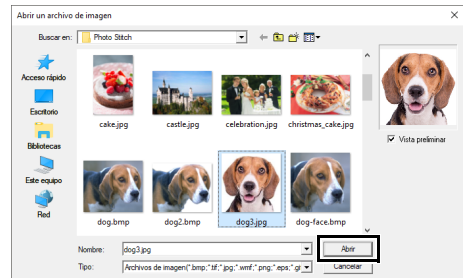 Abrir un archivo de imagen
Buscar en: Photo Stitch
Acceso rápido
Escritorio
Bibliotecas
Este equipo
Red
cake.jpg castle.jpg celebration.jpg christmas_cake.jpg
dog.bmp dog2.bmp dog3.jpg dog-face.bmp
Vista preliminar
Nombre: dog3.jpg Abrir
Tipo: Archivos de imagen(*.bmp;*.tif;*.jpg;*.wmf;*.png;*.eps;*.gi Cancelar